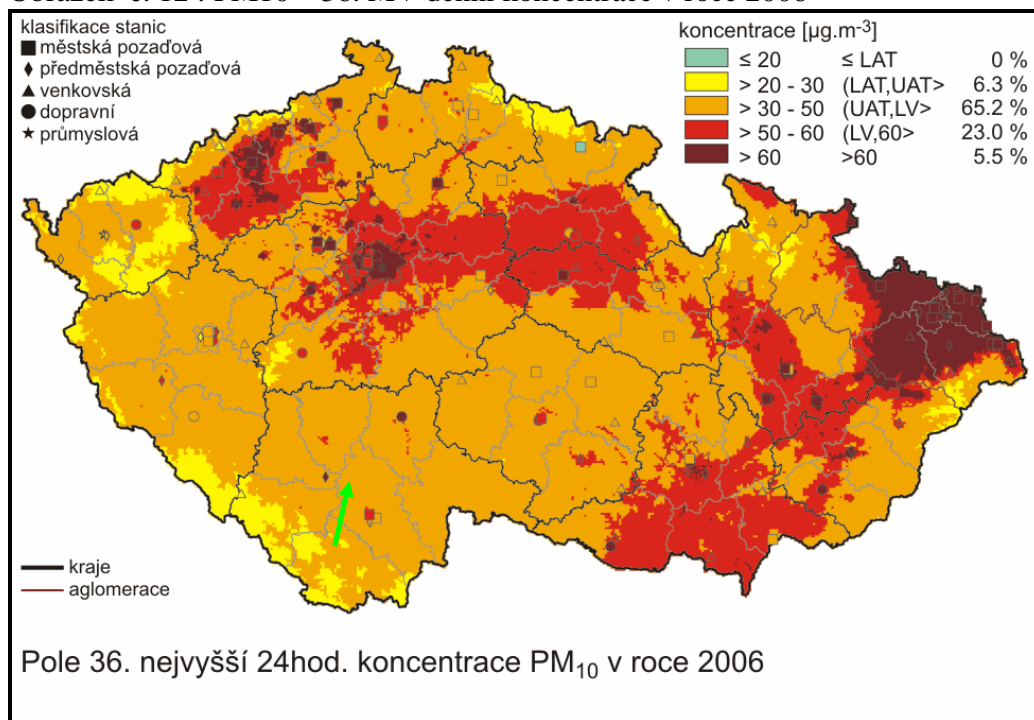 klasifikace stanic
městská pozaďová
předměstská pozaďová
venkovská
dopravní
průmyslová
koncentrace [µg.m-3]
≤ 20 ≤ LAT 0 %
> 20 - 30 (LAT,UAT> 6.3 %
> 30 - 50 (UAT,LV> 65.2 %
> 50 - 60 (LV,60> 23.0 %
> 60 >60 5.5 %
kraje
aglomerace
Pole 36. nejvyšší 24hod. koncentrace PM10 v roce 2006